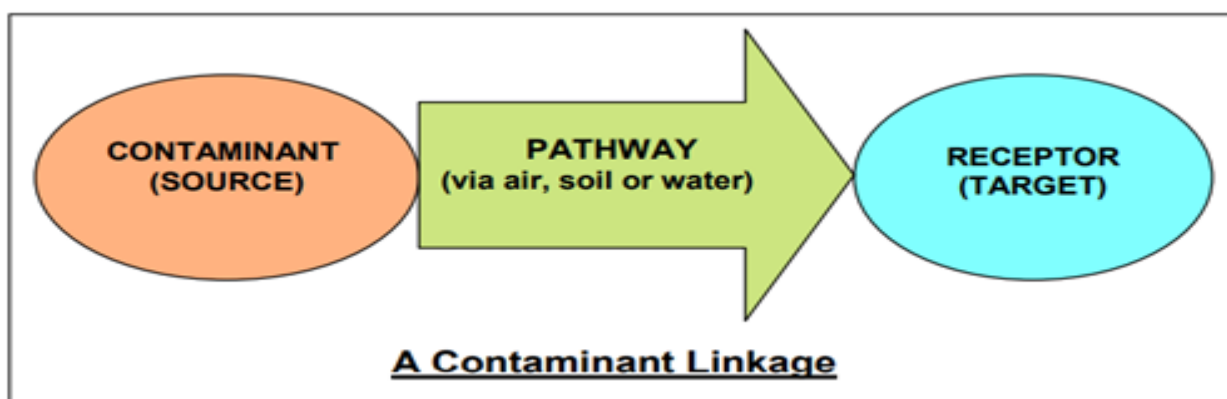 CONTAMINANT
(SOURCE)
PATHWAY
(via air, soil or water)
RECEPTOR
(TARGET)
A Contaminant Linkage